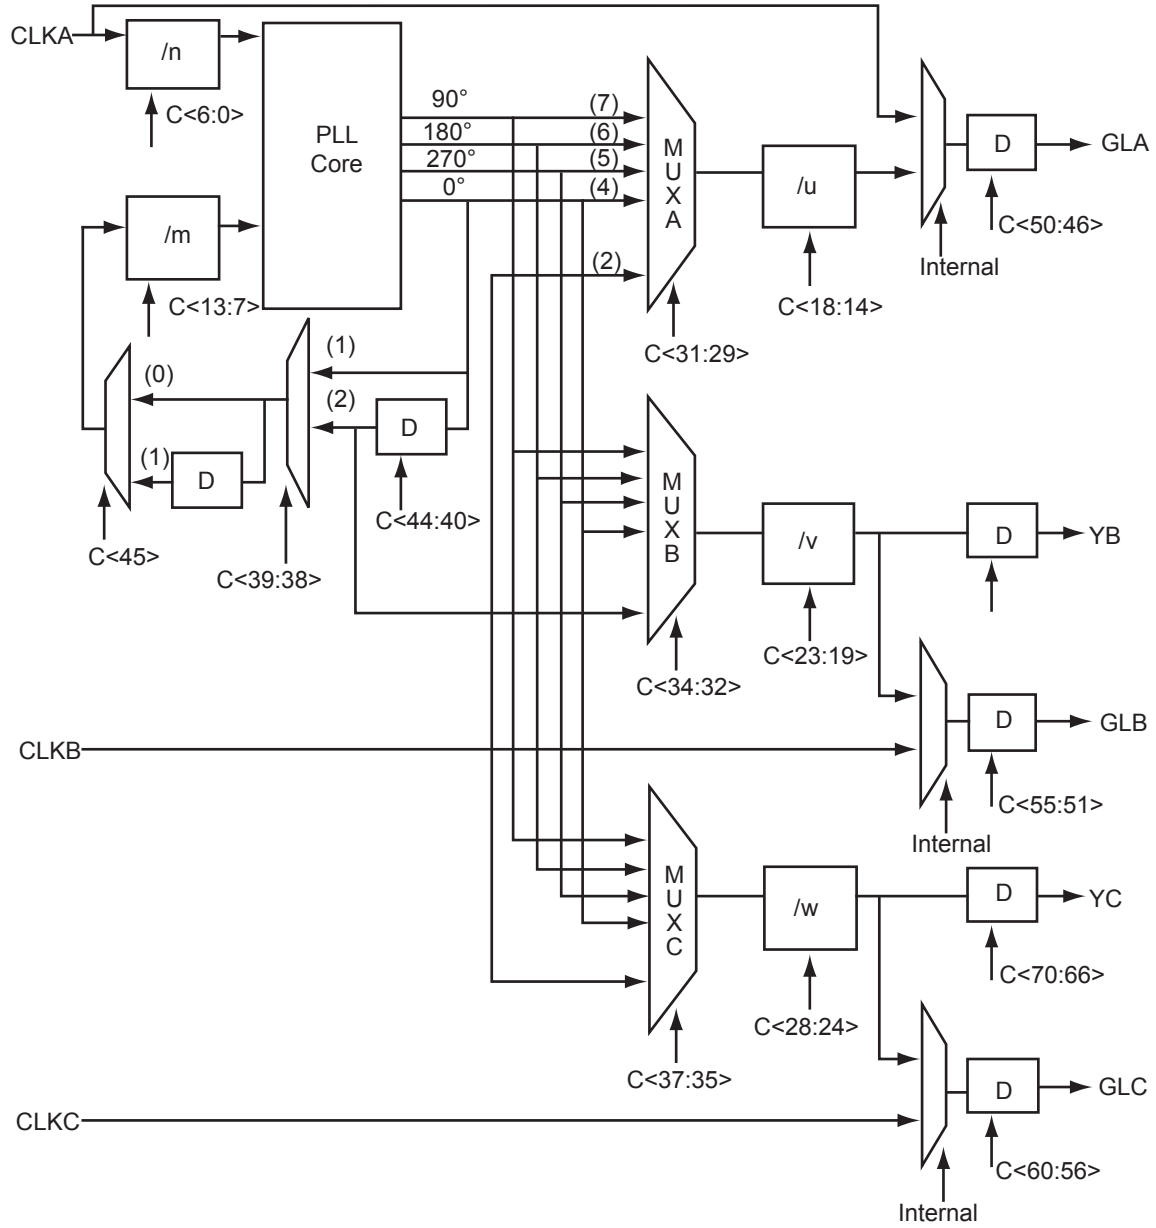 CLKA
/n
C<6:0>
PLL
Core
90°
180°
270°
0°
(7)
(6)
(5)
(4)
(2)
M
U
X
A
/u
C<18:14>
D
GLA
C<50:46>
Internal
/m
C<13:7>
C<31:29>
(0)
(1)
D
C<45>
(1)
(2)
D
C<44:40>
C<39:38>
M
U
X
B
C<34:32>
/v
C<23:19>
D
YB
CLKB
D
GLB
C<55:51>
Internal
M
U
X
C
C<37:35>
/w
C<28:24>
D
YC
C<70:66>
CLKC
D
GLC
C<60:56>
Internal